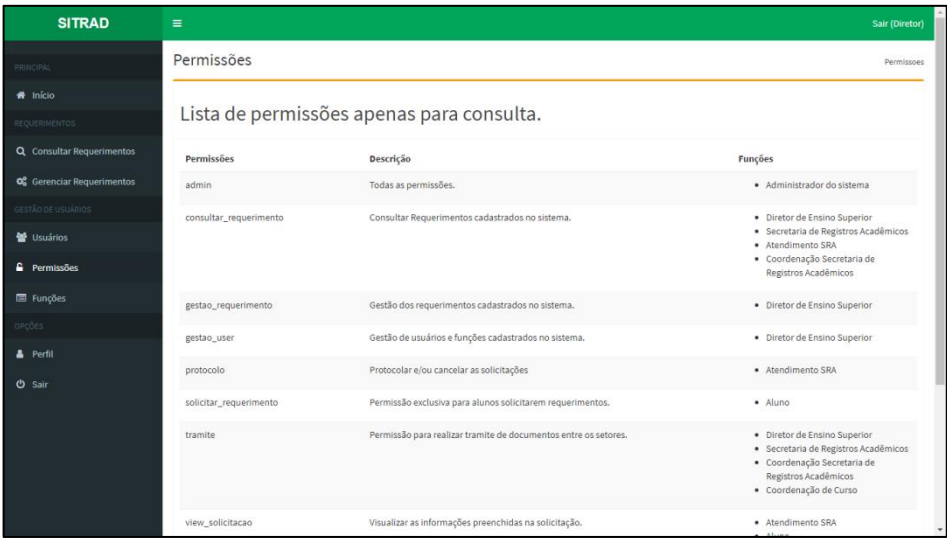 SITRAD
Sair (Diretor)
PRINCIPAL
Início
REQUERIMENTOS
Consultar Requerimentos
Gerenciar Requerimentos
GESTÃO DE USUÁRIOS
Usuários
Permissões
Funções
OPÇÕES
Perfil
Sair
Permissões
Permissoes
Lista de permissões apenas para consulta.
Permissões Descrição Funções
admin Todas as permissões. • Administrador do sistema
consultar_requerimento Consultar Requerimentos cadastrados no sistema. • Diretor de Ensino Superior
• Secretaria de Registros Acadêmicos
• Atendimento SRA
• Coordenação Secretaria de
Registros Acadêmicos
gestao_requerimento Gestão dos requerimentos cadastrados no sistema. • Diretor de Ensino Superior
gestao_user Gestão de usuários e funções cadastrados no sistema. • Diretor de Ensino Superior
protocolo Protocolar e/ou cancelar as solicitações • Atendimento SRA
solicitar_requerimento Permissão exclusiva para alunos solicitarem requerimentos. • Aluno
tramite Permissão para realizar tramite de documentos entre os setores. • Diretor de Ensino Superior
• Secretaria de Registros Acadêmicos
• Coordenação Secretaria de
Registros Acadêmicos
• Coordenação de Curso
view_solicitacao Visualizar as informações preenchidas na solicitação. • Atendimento SRA